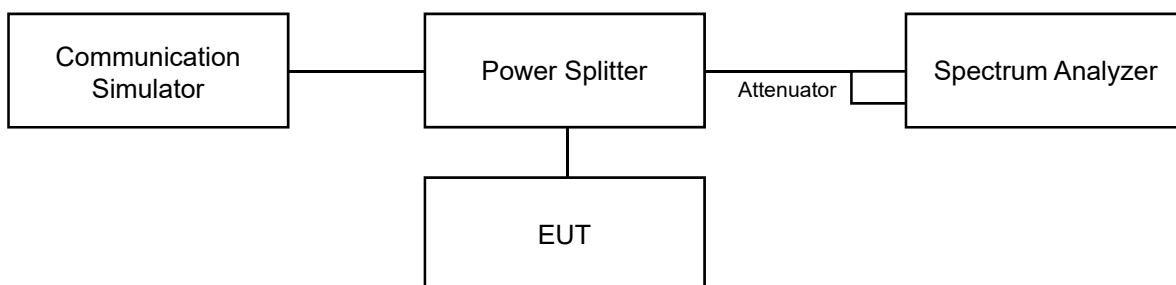 Communication
Simulator
Power Splitter
Attenuator
Spectrum Analyzer
EUT